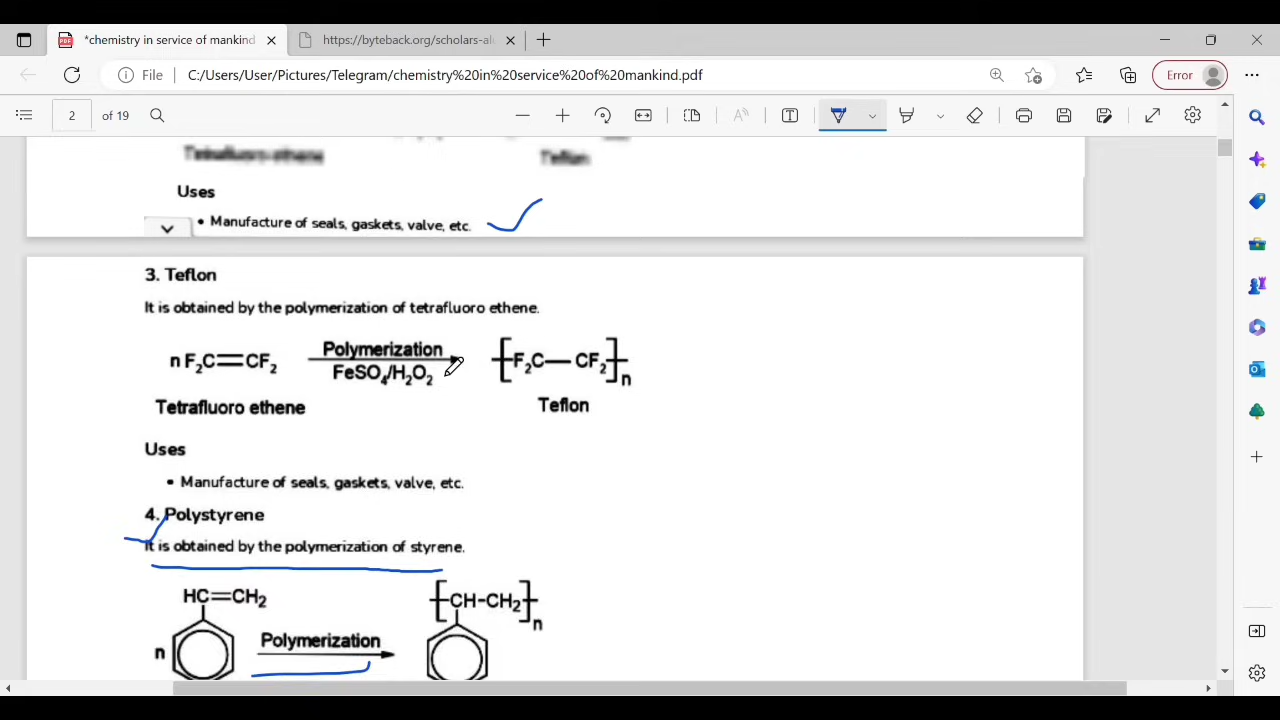 *chemistry in service of mankind
https://byteback.org/scholars-al
File
C:/Users/User/Pictures/Telegram/chemistry%20in%20service%20of%20mankind.pdf
Error
2 of 19
Tetrafluoro ethene
Teflon
Uses
• Manufacture of seals, gaskets, valve, etc.
3. Teflon
It is obtained by the polymerization of tetrafluoro ethene.
n F₂C=CF₂
Polymerization
FeSO₄/H₂O₂
[F₂C—CF₂]n
Tetrafluoro ethene
Teflon
Uses
• Manufacture of seals, gaskets, valve, etc.
4. Polystyrene
It is obtained by the polymerization of styrene.
HC=CH₂
[CH-CH₂]n
n
Polymerization